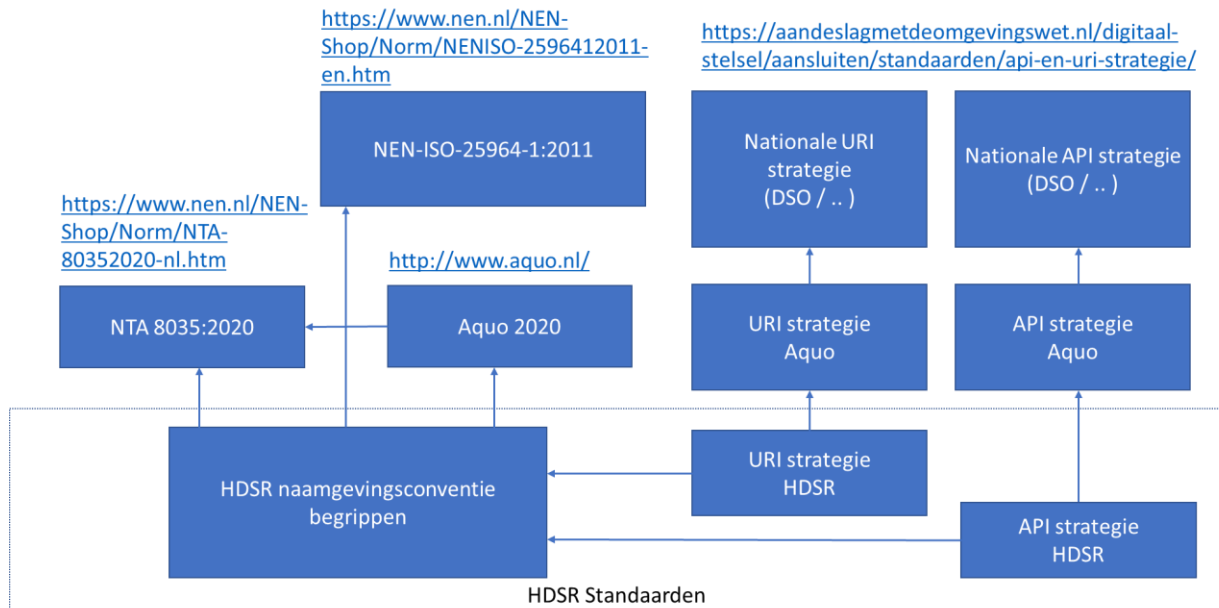 https://www.nen.nl/NEN-
Shop/Norm/NENISO-2596412011-
en.htm
https://aandeslagmetdeomgevingswet.nl/digitaal-
stelsel/aansluiten/standaarden/api-en-uri-strategie/
NEN-ISO-25964-1:2011
Nationale URI
strategie
(DSO / .. )
Nationale API strategie
(DSO / .. )
https://www.nen.nl/NEN-
Shop/Norm/NTA-
80352020-nl.htm
http://www.aquo.nl/
NTA 8035:2020
Aquo 2020
URI strategie
Aquo
API strategie
Aquo
HDSR naamgevingsconventie
begrippen
URI strategie
HDSR
API strategie
HDSR
HDSR Standaarden